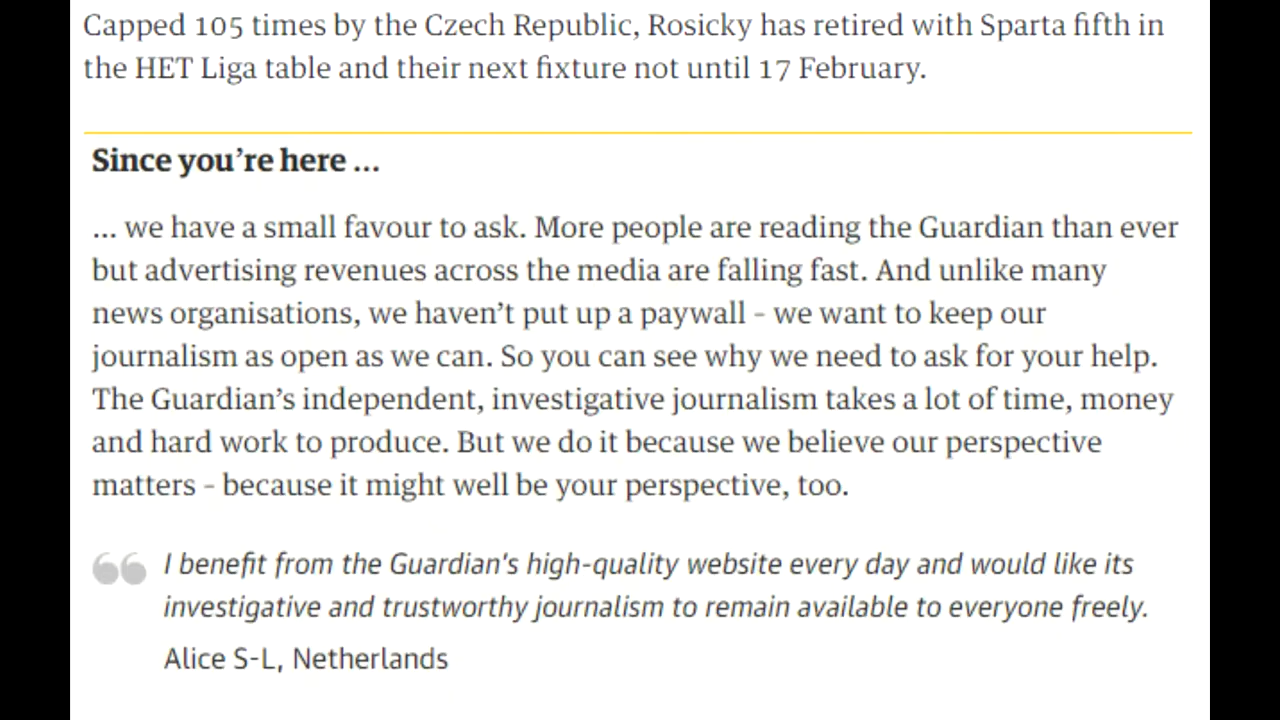 Capped 105 times by the Czech Republic, Rosicky has retired with Sparta fifth in
the HET Liga table and their next fixture not until 17 February.
Since you’re here ...
... we have a small favour to ask. More people are reading the Guardian than ever
but advertising revenues across the media are falling fast. And unlike many
news organisations, we haven’t put up a paywall - we want to keep our
journalism as open as we can. So you can see why we need to ask for your help.
The Guardian’s independent, investigative journalism takes a lot of time, money
and hard work to produce. But we do it because we believe our perspective
matters - because it might well be your perspective, too.
I benefit from the Guardian's high-quality website every day and would like its
investigative and trustworthy journalism to remain available to everyone freely.
Alice S-L, Netherlands